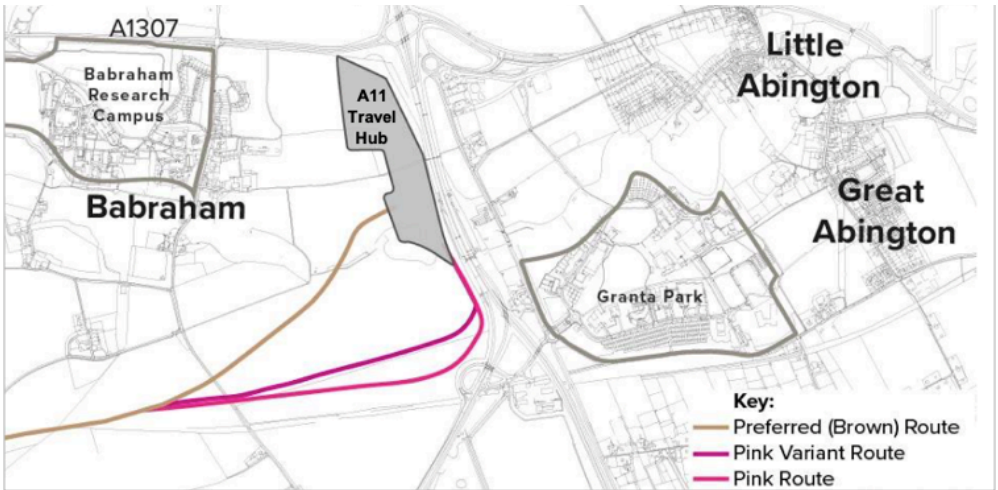 A1307
Babraham
Research
Campus
Babraham
A11
Travel
Hub
Little
Abington
Great
Abington
Granta Park
Key:
Preferred (Brown) Route
Pink Variant Route
Pink Route